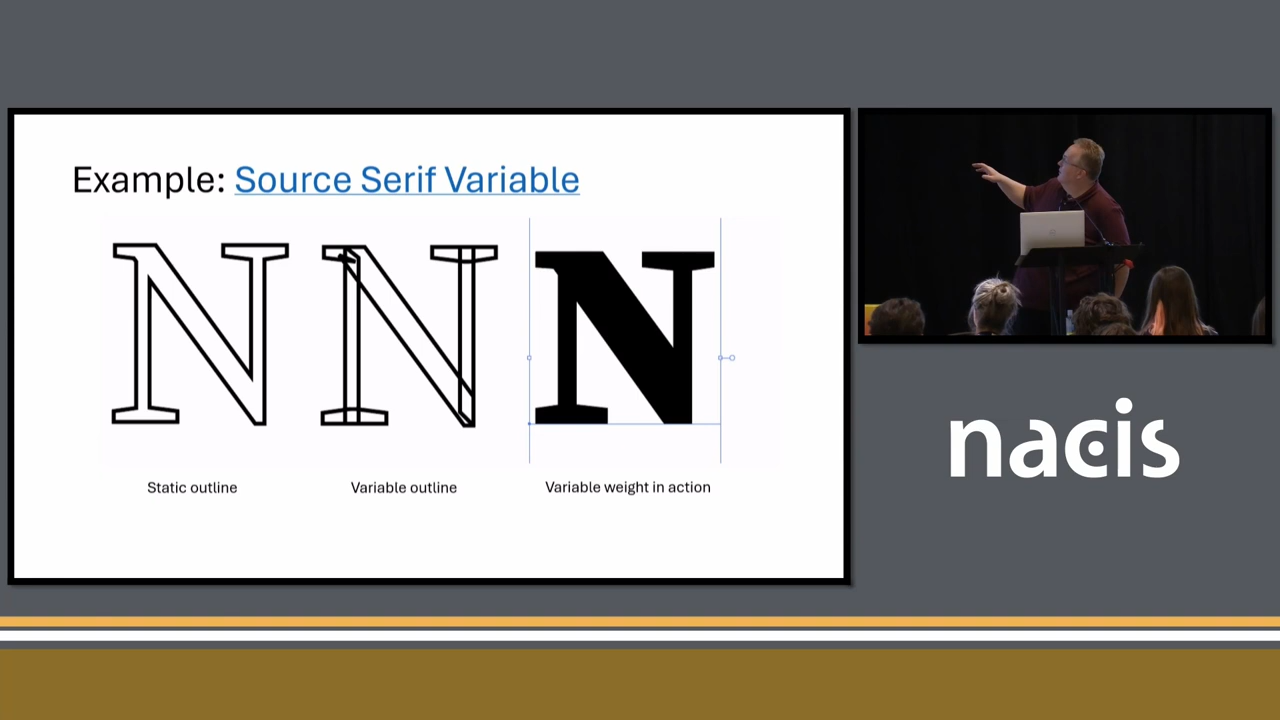 Example: Source Serif Variable
N N N
Static outline
Variable outline
Variable weight in action
nacis